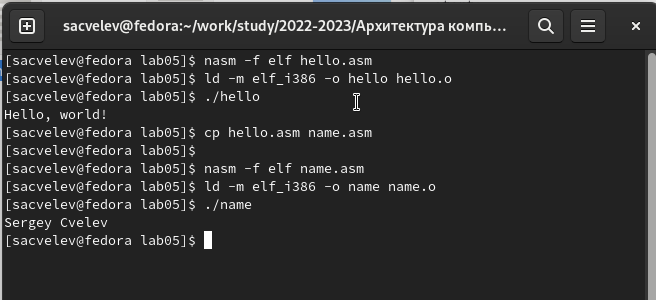 sacvelev@fedora:~/work/study/2022-2023/Архитектура компь…
[sacvelev@fedora lab05]$ nasm -f elf hello.asm
[sacvelev@fedora lab05]$ ld -m elf_i386 -o hello hello.o
[sacvelev@fedora lab05]$ ./hello
Hello, world!
[sacvelev@fedora lab05]$ cp hello.asm name.asm
[sacvelev@fedora lab05]$
[sacvelev@fedora lab05]$ nasm -f elf name.asm
[sacvelev@fedora lab05]$ ld -m elf_i386 -o name name.o
[sacvelev@fedora lab05]$ ./name
Sergey Cvelev
[sacvelev@fedora lab05]$